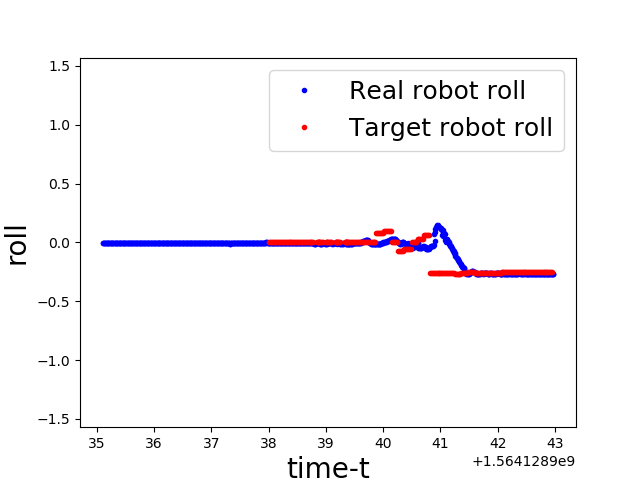 Real robot roll
Target robot roll
1.5
1.0
0.5
0.0
−0.5
−1.0
−1.5
roll
35 36 37 38 39 40 41 42 43
+1.5641289e9
time-t